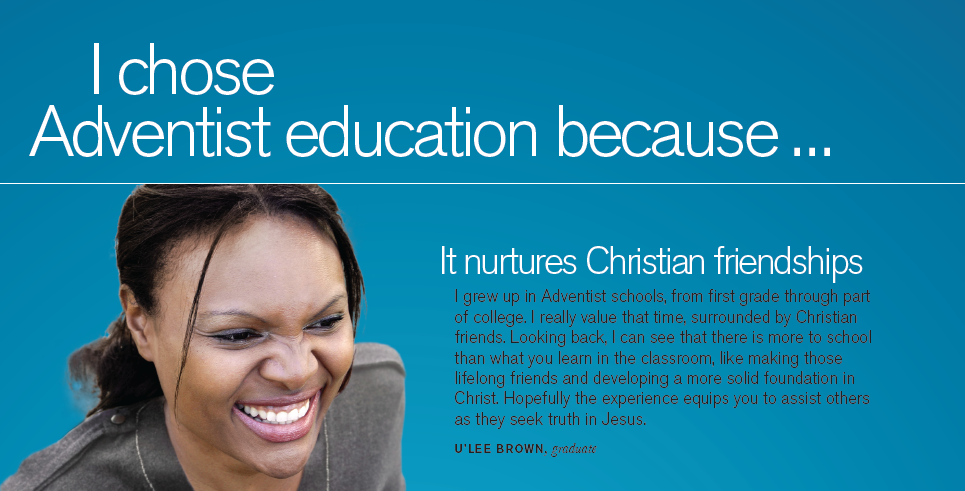 I chose
Adventist education because ...
It nurtures Christian friendships
I grew up in Adventist schools, from first grade through part
of college. I really value that time, surrounded by Christian
friends. Looking back, I can see that there is more to school
than what you learn in the classroom, like making those
lifelong friends and developing a more solid foundation in
Christ. Hopefully the experience equips you to assist others
as they seek truth in Jesus.
U'LEE BROWN, graduate